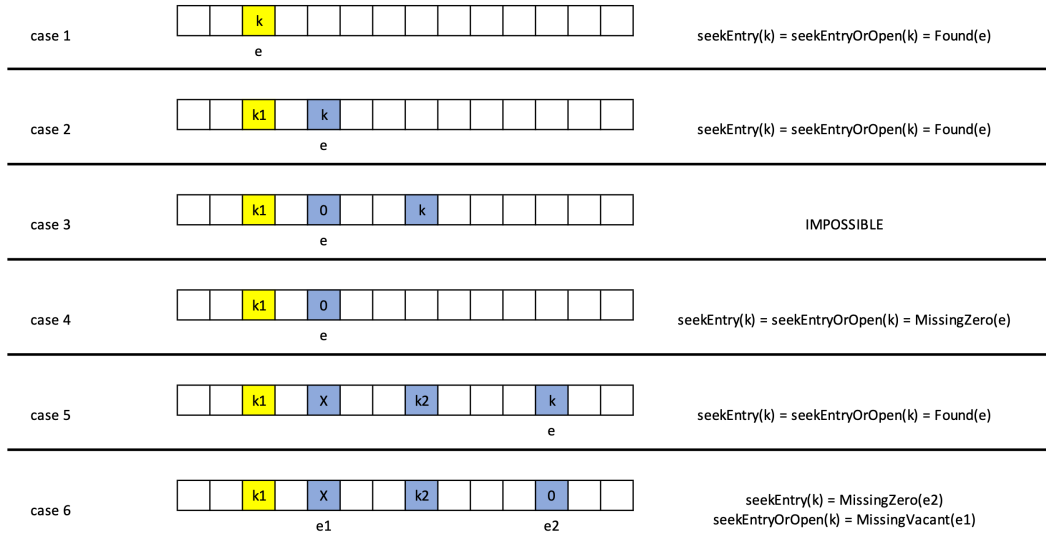 case 1
k
e
seekEntry(k) = seekEntryOrOpen(k) = Found(e)
case 2
k1 k
e
seekEntry(k) = seekEntryOrOpen(k) = Found(e)
case 3
k1 0 k
e
IMPOSSIBLE
case 4
k1 0
e
seekEntry(k) = seekEntryOrOpen(k) = MissingZero(e)
case 5
k1 X k2 k
e
seekEntry(k) = seekEntryOrOpen(k) = Found(e)
case 6
k1 X k2 0
e1 e2
seekEntry(k) = MissingZero(e2)
seekEntryOrOpen(k) = MissingVacant(e1)